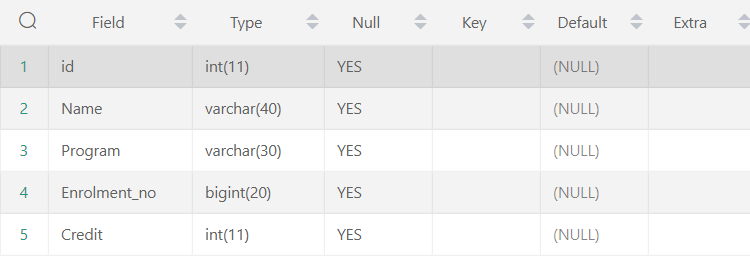 Field Type Null Key Default Extra
1 id int(11) YES (NULL)
2 Name varchar(40) YES (NULL)
3 Program varchar(30) YES (NULL)
4 Enrolment_no bigint(20) YES (NULL)
5 Credit int(11) YES (NULL)